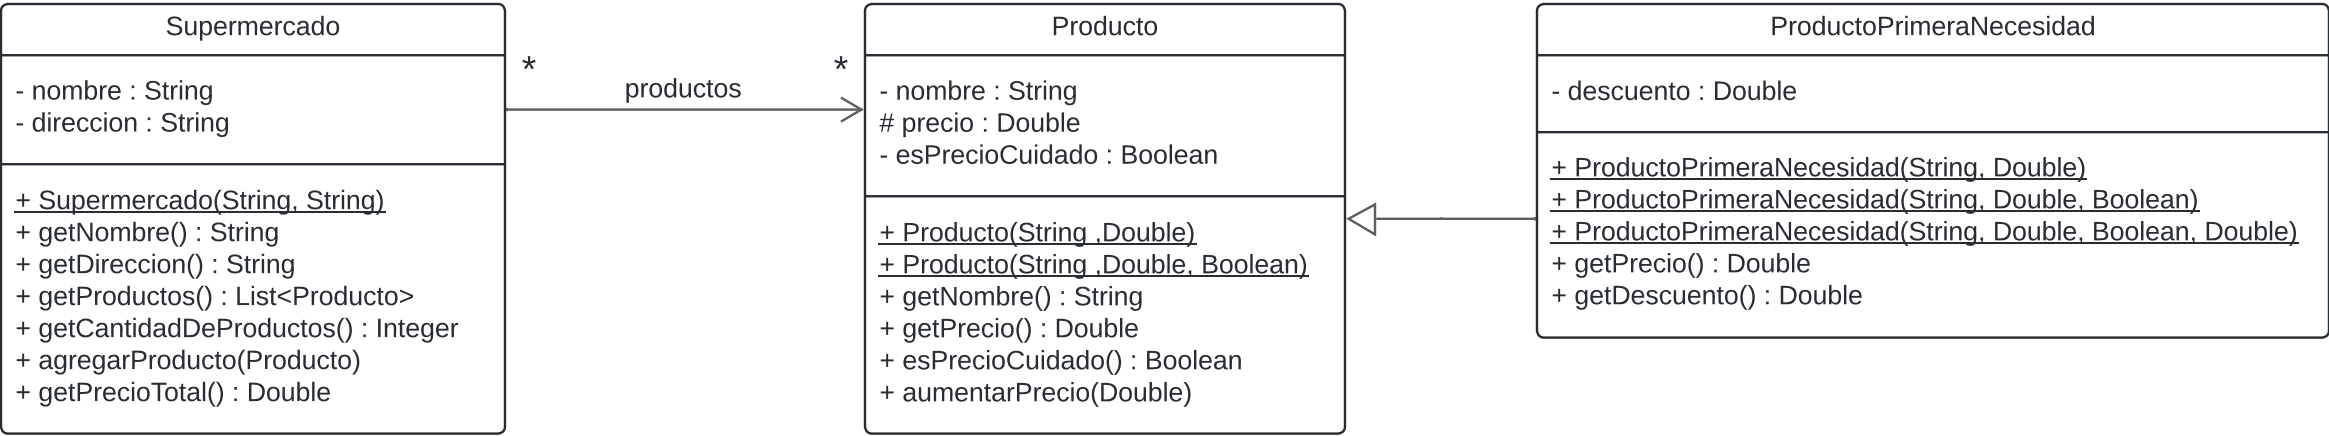 Supermercado
- nombre : String
- direccion : String
+ Supermercado(String, String)
+ getNombre() : String
+ getDireccion() : String
+ getProductos() : List<Producto>
+ getCantidadDeProductos() : Integer
+ agregarProducto(Producto)
+ getPrecioTotal() : Double
* *
productos
Producto
- nombre : String
# precio : Double
- esPrecioCuidado : Boolean
+ Producto(String ,Double)
+ Producto(String ,Double, Boolean)
+ getNombre() : String
+ getPrecio() : Double
+ esPrecioCuidado() : Boolean
+ aumentarPrecio(Double)
ProductoPrimeraNecesidad
- descuento : Double
+ ProductoPrimeraNecesidad(String, Double)
+ ProductoPrimeraNecesidad(String, Double, Boolean)
+ ProductoPrimeraNecesidad(String, Double, Boolean, Double)
+ getPrecio() : Double
+ getDescuento() : Double